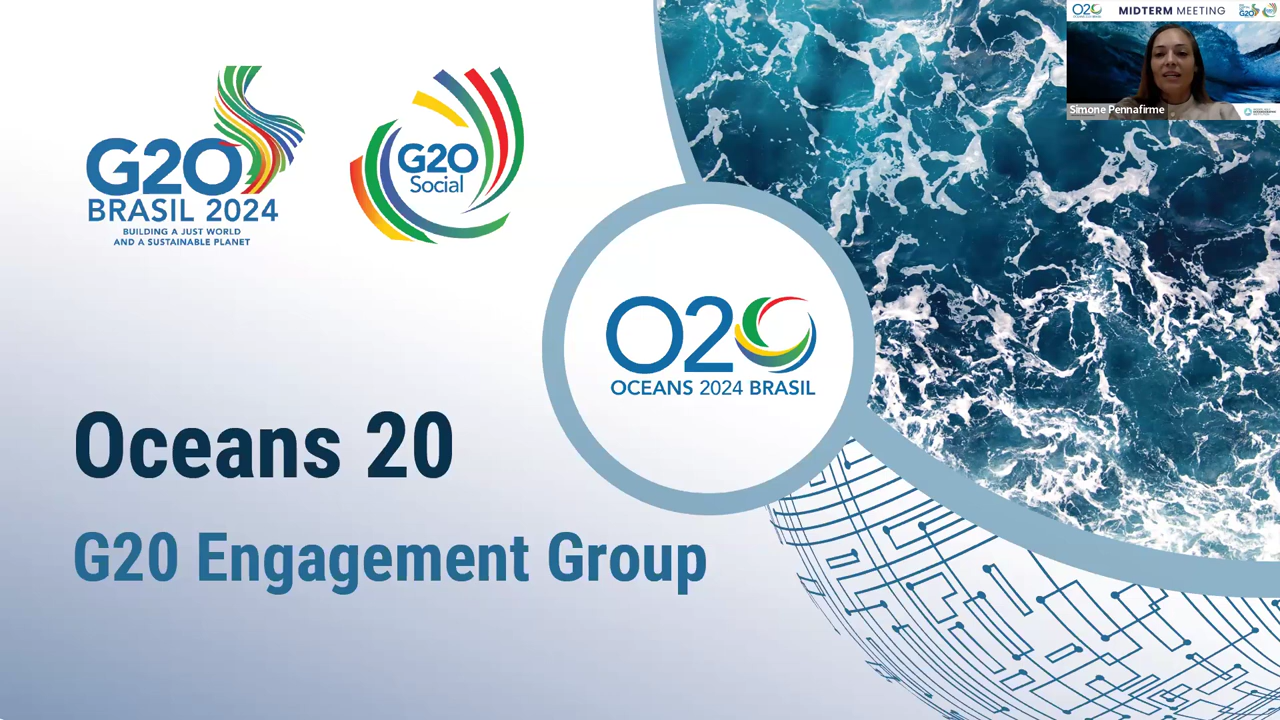 G20
BRASIL 2024
BUILDING A JUST WORLD
AND A SUSTAINABLE PLANET
G20
Social
O20
OCEANS 2024 BRASIL
Oceans 20
G20 Engagement Group
O20
MIDTERM MEETING
G20
Simone Pennafirme